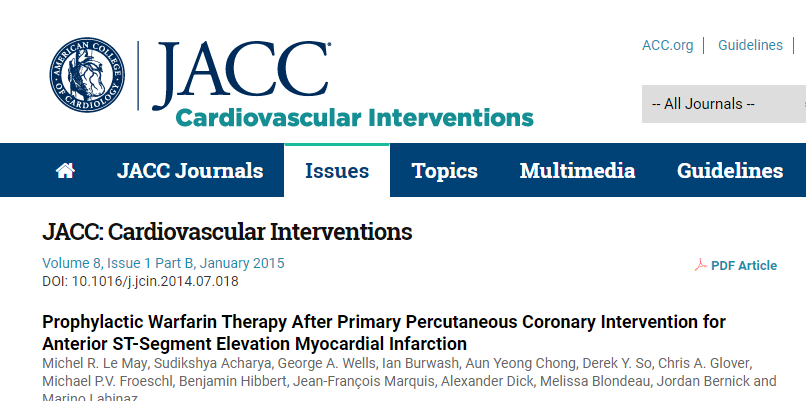 AMERICAN COLLEGE OF CARDIOLOGY
JACC
Cardiovascular Interventions
ACC.org
Guidelines
-- All Journals --
JACC Journals
Issues
Topics
Multimedia
Guidelines
JACC: Cardiovascular Interventions
Volume 8, Issue 1 Part B, January 2015
PDF Article
DOI: 10.1016/j.jcin.2014.07.018
Prophylactic Warfarin Therapy After Primary Percutaneous Coronary Intervention for
Anterior ST-Segment Elevation Myocardial Infarction
Michel R. Le May, Sudikshya Acharya, George A. Wells, Ian Burwash, Aun Yeong Chong, Derek Y. So, Chris A. Glover,
Michael P.V. Froeschl, Benjamin Hibbert, Jean-François Marquis, Alexander Dick, Melissa Blondeau, Jordan Bernick and
Marino Labinaz